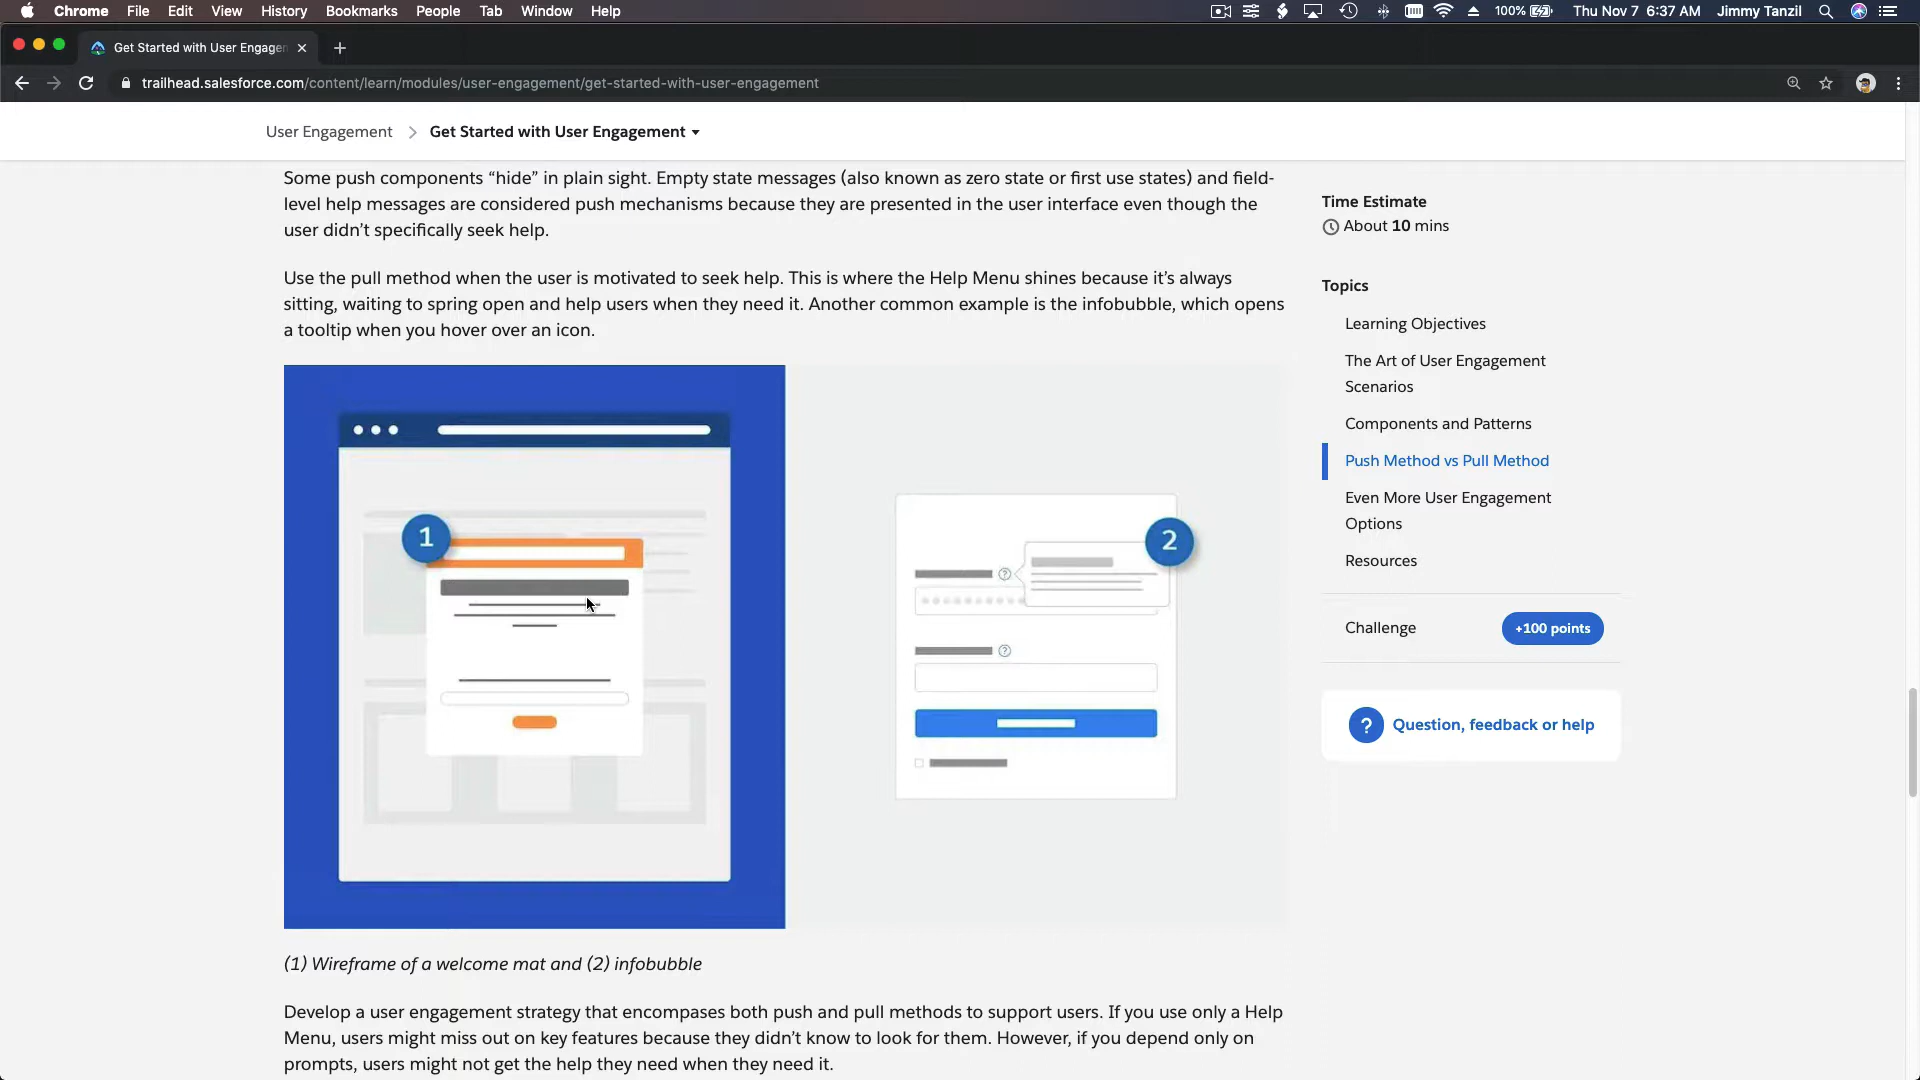 Chrome File Edit View History Bookmarks People Tab Window Help 100% Thu Nov 7 6:37 AM Jimmy Tanzil
Get Started with User Engagem
trailhead.salesforce.com/content/learn/modules/user-engagement/get-started-with-user-engagement
User Engagement > Get Started with User Engagement
Some push components “hide” in plain sight. Empty state messages (also known as zero state or first use states) and field-
level help messages are considered push mechanisms because they are presented in the user interface even though the
user didn’t specifically seek help.
Use the pull method when the user is motivated to seek help. This is where the Help Menu shines because it’s always
sitting, waiting to spring open and help users when they need it. Another common example is the infobubble, which opens
a tooltip when you hover over an icon.
1
2
?
?
(1) Wireframe of a welcome mat and (2) infobubble
Develop a user engagement strategy that encompasses both push and pull methods to support users. If you use only a Help
Menu, users might miss out on key features because they didn’t know to look for them. However, if you depend only on
prompts, users might not get the help they need when they need it.
Time Estimate
About 10 mins
Topics
Learning Objectives
The Art of User Engagement
Scenarios
Components and Patterns
Push Method vs Pull Method
Even More User Engagement
Options
Resources
Challenge +100 points
? Question, feedback or help